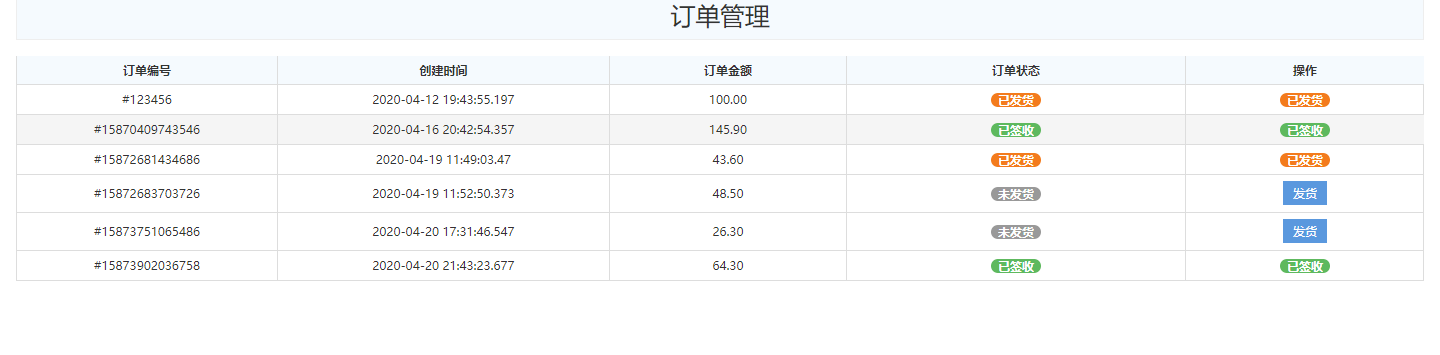 订单管理
订单编号 创建时间 订单金额 订单状态 操作
#123456 2020-04-12 19:43:55.197 100.00 已发货 已发货
#15870409743546 2020-04-16 20:42:54.357 145.90 已签收 已签收
#15872681434686 2020-04-19 11:49:03.47 43.60 已发货 已发货
#15872683703726 2020-04-19 11:52:50.373 48.50 未发货 发货
#15873751065486 2020-04-20 17:31:46.547 26.30 未发货 发货
#15873902036758 2020-04-20 21:43:23.677 64.30 已签收 已签收